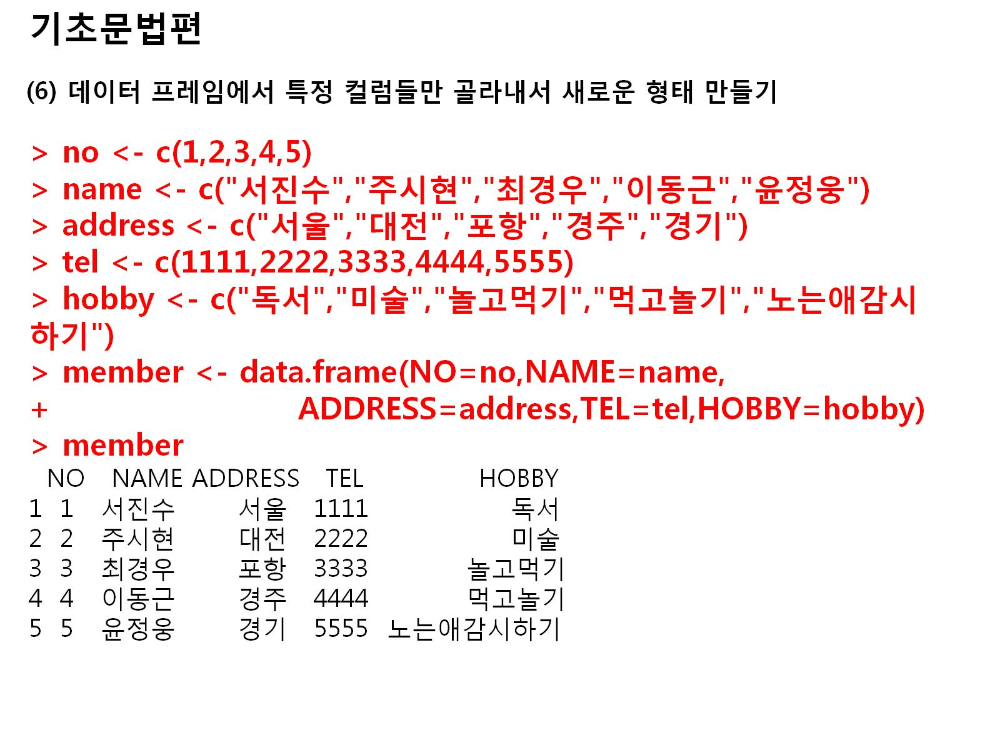 기초문법편
(6) 데이터 프레임에서 특정 컬럼들만 골라내서 새로운 형태 만들기
> no <- c(1,2,3,4,5)
> name <- c("서진수","주시현","최경우","이동근","윤정웅")
> address <- c("서울","대전","포항","경주","경기")
> tel <- c(1111,2222,3333,4444,5555)
> hobby <- c("독서","미술","놀고먹기","먹고놀기","노는애감시
하기")
> member <- data.frame(NO=no,NAME=name,
+ ADDRESS=address,TEL=tel,HOBBY=hobby)
> member
NO NAME ADDRESS TEL HOBBY
1 1 서진수 서울 1111 독서
2 2 주시현 대전 2222 미술
3 3 최경우 포항 3333 놀고먹기
4 4 이동근 경주 4444 먹고놀기
5 5 윤정웅 경기 5555 노는애감시하기